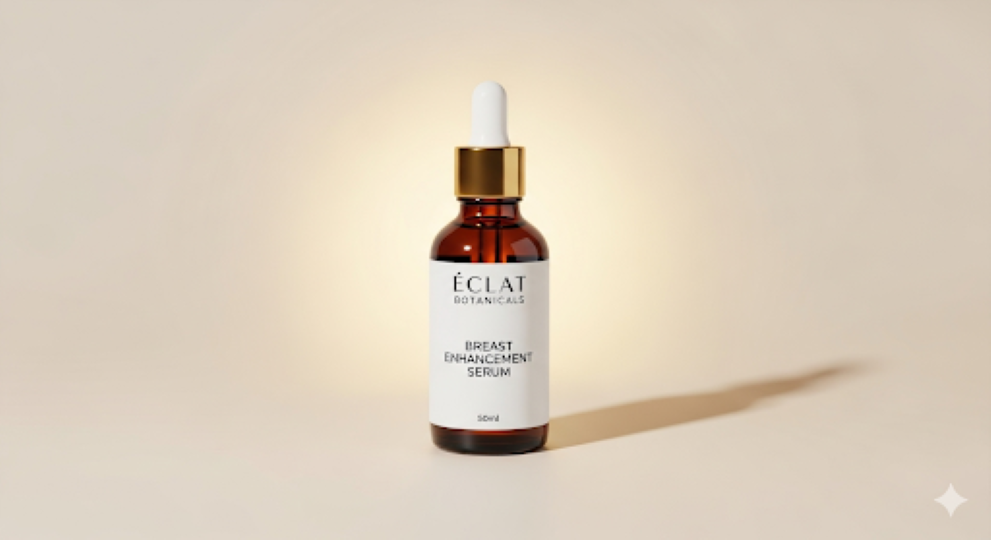 ÉCLAT
BOTANICALS
BREAST
ENHANCEMENT
SERUM
50ml